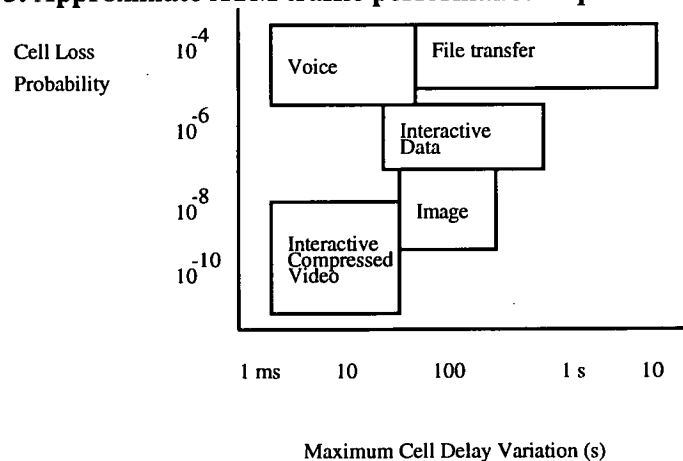 Cell Loss
Probability
10-4
10-6
10-8
10-10
Voice
File transfer
Interactive
Data
Image
Interactive
Compressed
Video
1 ms 10 100 1 s 10
Maximum Cell Delay Variation (s)